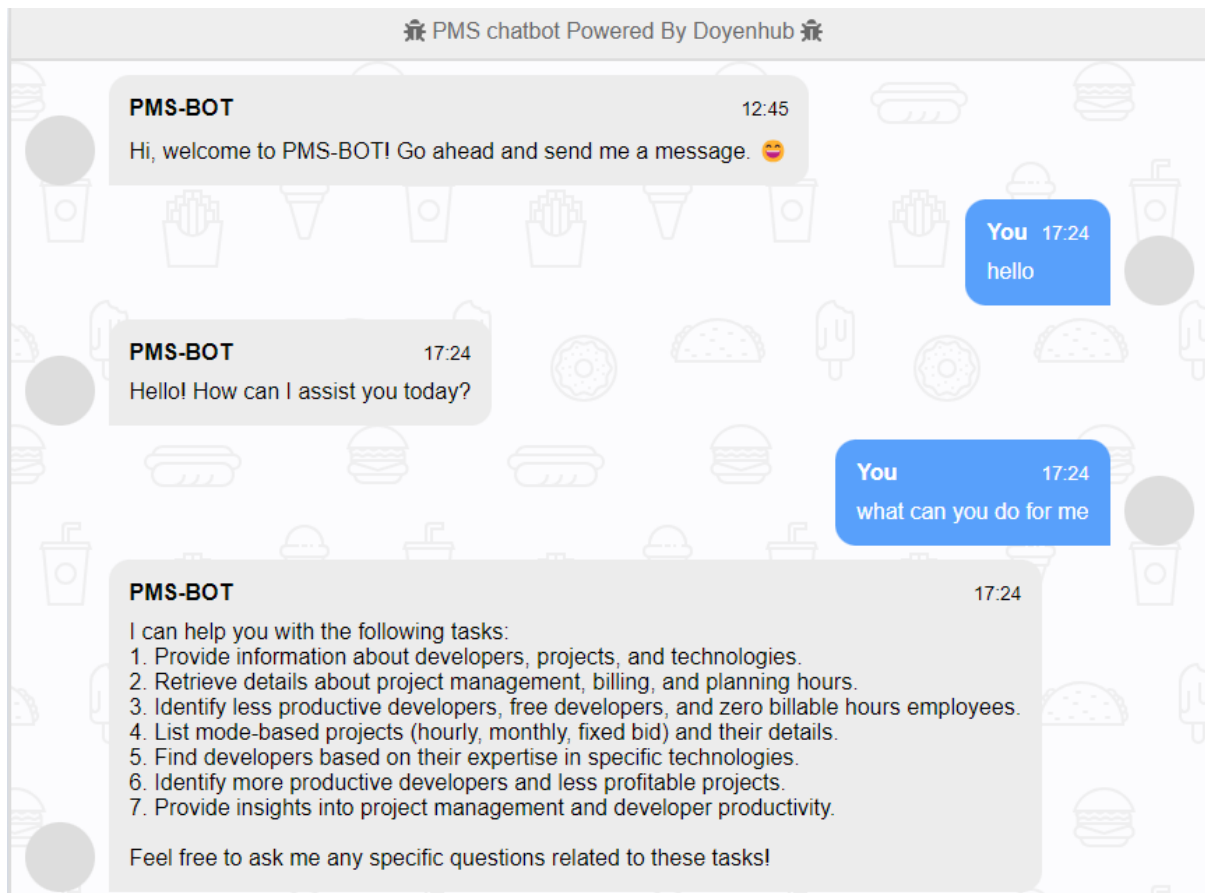 PMS chatbot Powered By Doyenhub
PMS-BOT 12:45
Hi, welcome to PMS-BOT! Go ahead and send me a message. 😄
You 17:24
hello
PMS-BOT 17:24
Hello! How can I assist you today?
You 17:24
what can you do for me
PMS-BOT 17:24
I can help you with the following tasks:
1. Provide information about developers, projects, and technologies.
2. Retrieve details about project management, billing, and planning hours.
3. Identify less productive developers, free developers, and zero billable hours employees.
4. List mode-based projects (hourly, monthly, fixed bid) and their details.
5. Find developers based on their expertise in specific technologies.
6. Identify more productive developers and less profitable projects.
7. Provide insights into project management and developer productivity.
Feel free to ask me any specific questions related to these tasks!